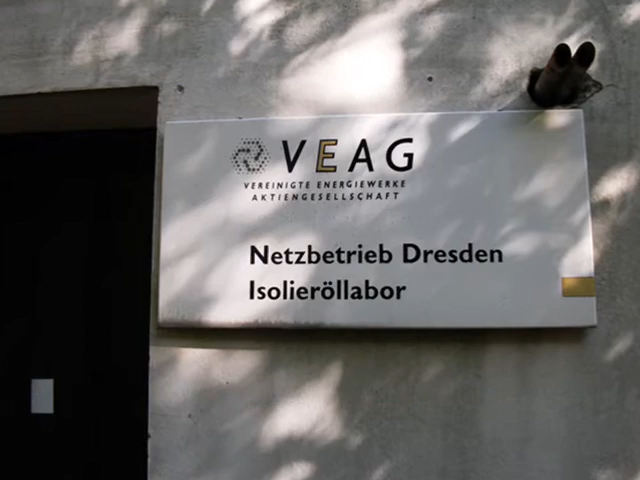 VEAG
VEREINIGTE ENERGIEWERKE
AKTIENGESELLSCHAFT
Netzbetrieb Dresden
Isolieröllabor